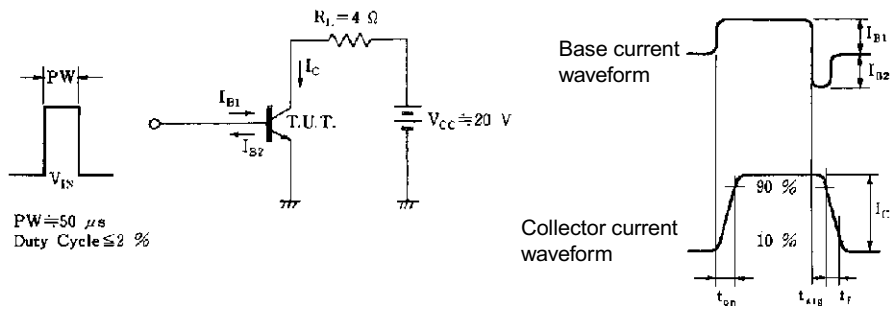 R_L=4 Ω
PW
I_C
I_B1
T.U.T.
I_B2
V_CC≒20 V
V_IN
PW≒50 μs
Duty Cycle≦2 %
Base current
waveform
I_B1
I_B2
90 %
I_C
Collector current
waveform
10 %
t_on
t_stg
t_f